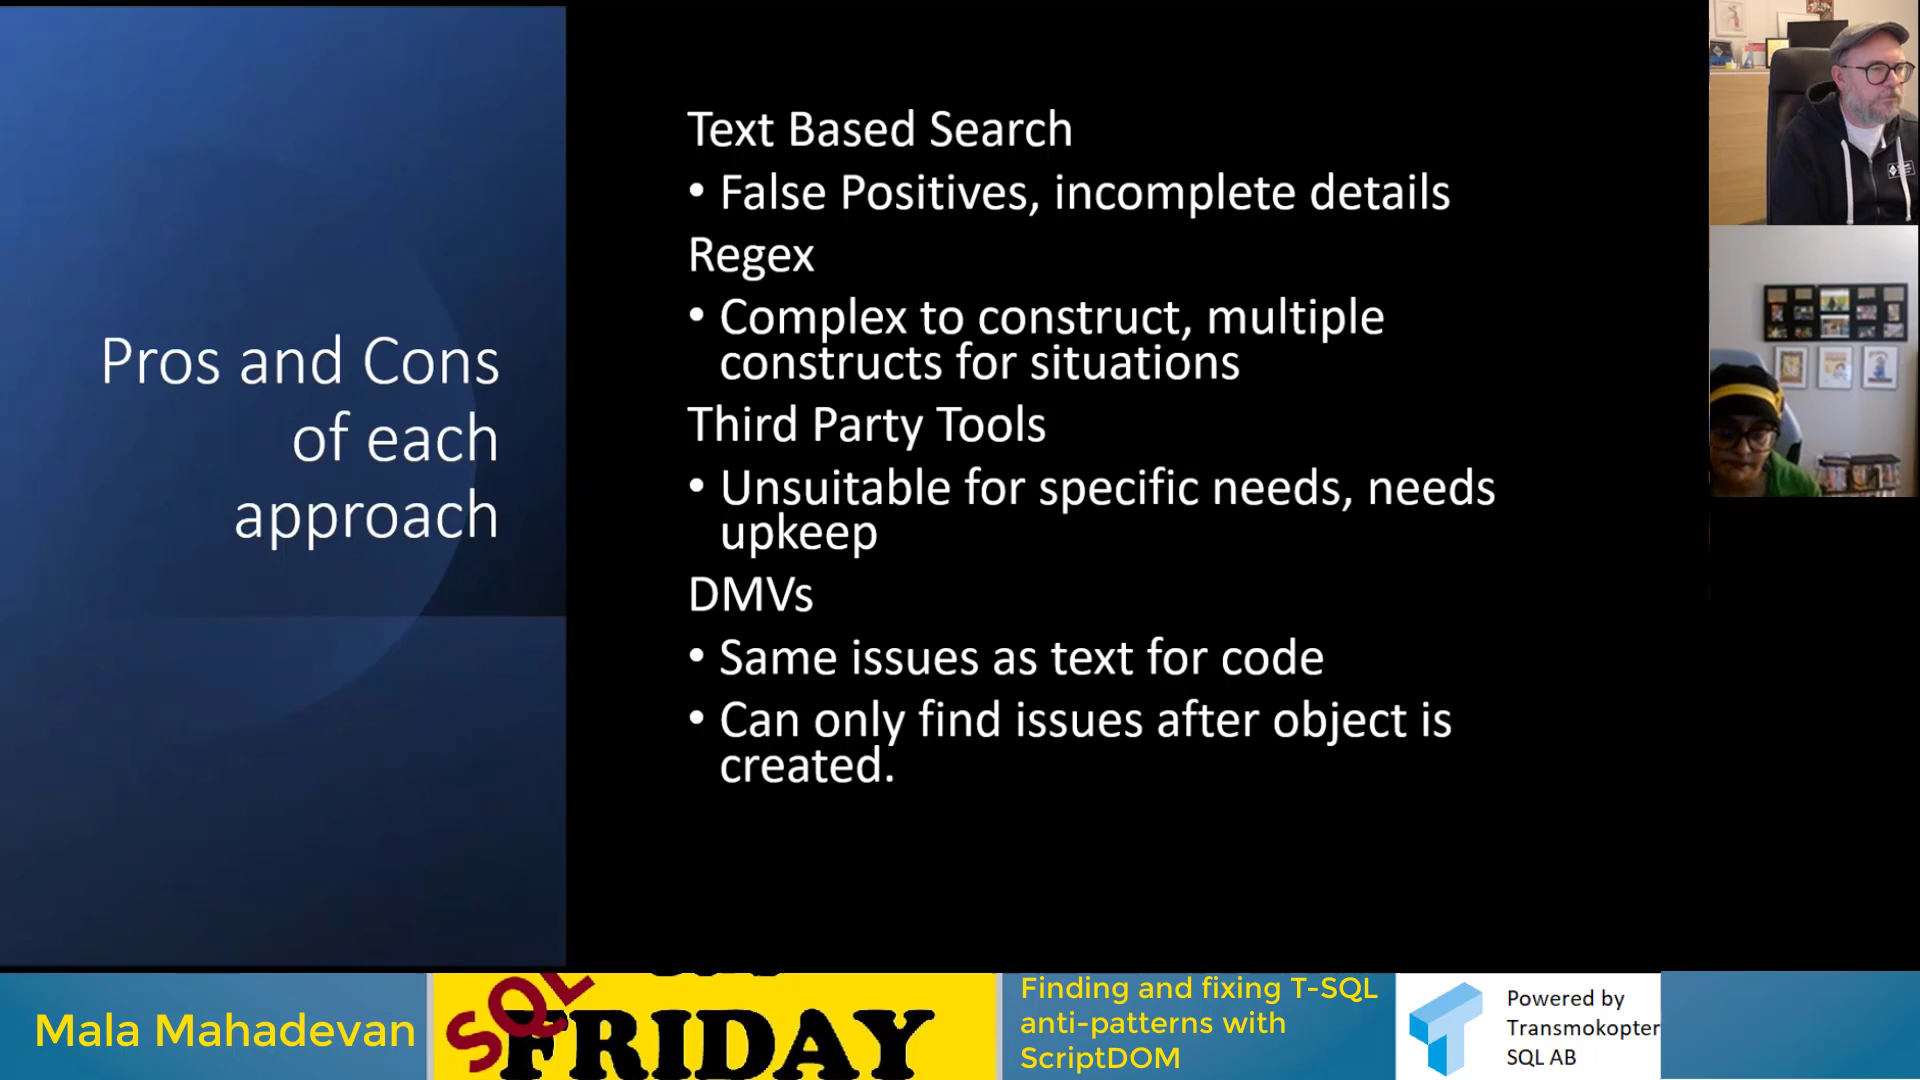 Pros and Cons
of each
approach
Text Based Search
• False Positives, incomplete details
Regex
• Complex to construct, multiple
constructs for situations
Third Party Tools
• Unsuitable for specific needs, needs
upkeep
DMVs
• Same issues as text for code
• Can only find issues after object is
created.
Mala Mahadevan
SQL
FRIDAY
Finding and fixing T-SQL
anti-patterns with
ScriptDOM
Powered by
Transmokopter
SQL AB